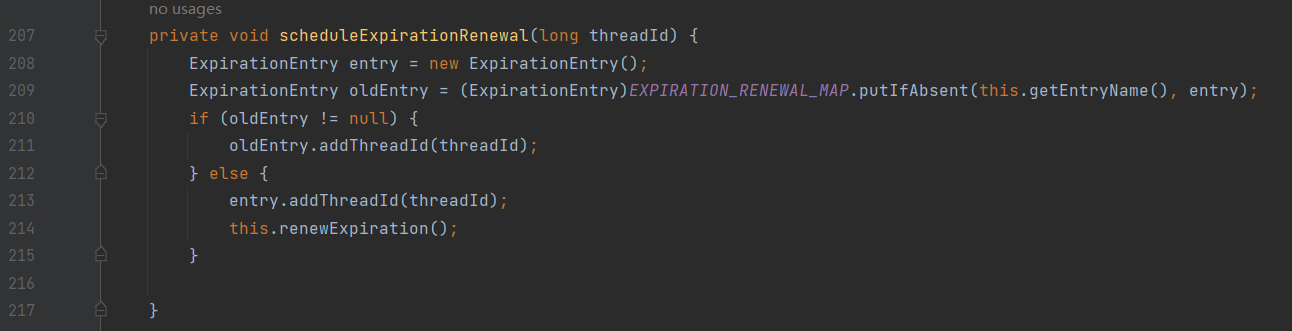 no usages
207 private void scheduleExpirationRenewal(long threadId) {
208 ExpirationEntry entry = new ExpirationEntry();
209 ExpirationEntry oldEntry = (ExpirationEntry)EXPIRATION_RENEWAL_MAP.putIfAbsent(this.getEntryName(), entry);
210 if (oldEntry != null) {
211 oldEntry.addThreadId(threadId);
212 } else {
213 entry.addThreadId(threadId);
214 this.renewExpiration();
215 }
216
217 }